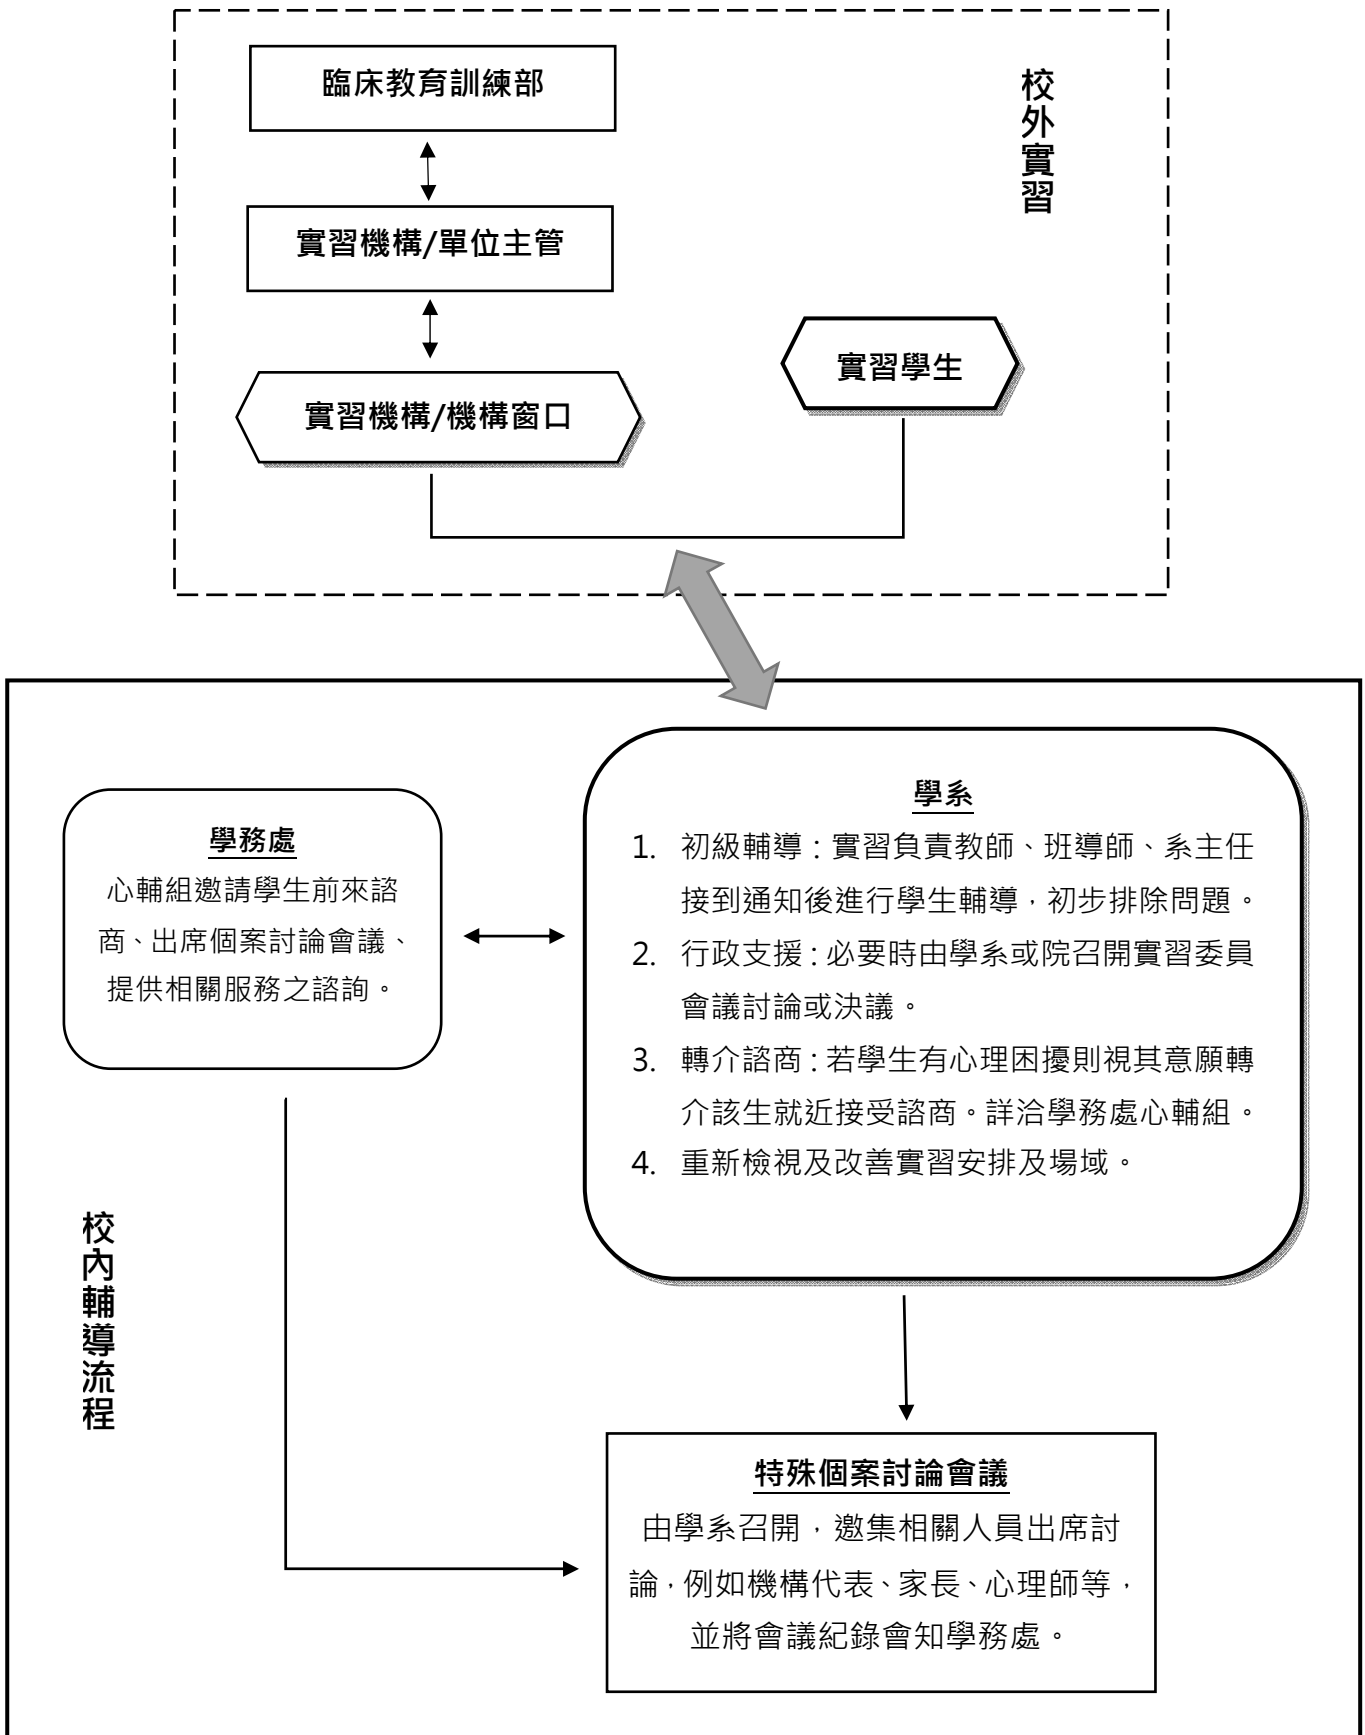 臨床教育訓練部
校外實習
實習機構/單位主管
實習學生
實習機構/機構窗口
學系
1. 初級輔導：實習負責教師、班導師、系主任
接到通知後進行學生輔導，初步排除問題。
2. 行政支援：必要時由學系或院召開實習委員
會議討論或決議。
3. 轉介諮商：若學生有心理困擾則視其意願轉
介該生就近接受諮商。詳洽學務處心輔組。
4. 重新檢視及改善實習安排及場域。
學務處
心輔組邀請學生前來諮
商、出席個案討論會議、
提供相關服務之諮詢。
校內輔導流程
特殊個案討論會議
由學系召開，邀集相關人員出席討
論，例如機構代表、家長、心理師等，
並將會議紀錄會知學務處。